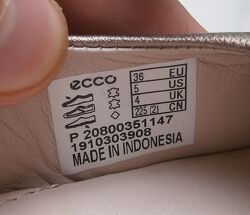 ecco
36 EU
5 US
4 UK
225(2) CN
P 20800351147
1910303908
MADE IN INDONESIA